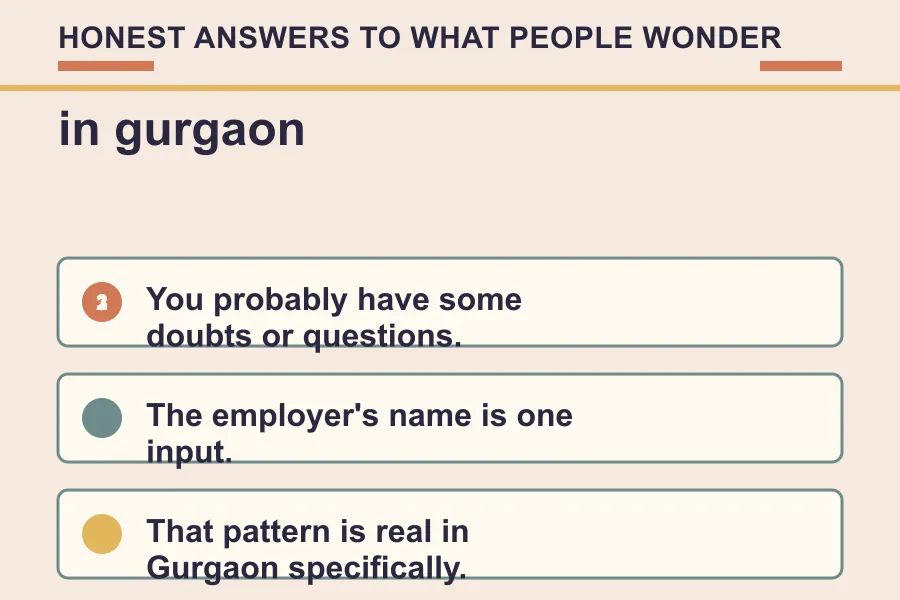 HONEST ANSWERS TO WHAT PEOPLE WONDER
in gurgaon
You probably have some
doubts or questions.
The employer's name is one
input.
That pattern is real in
Gurgaon specifically.